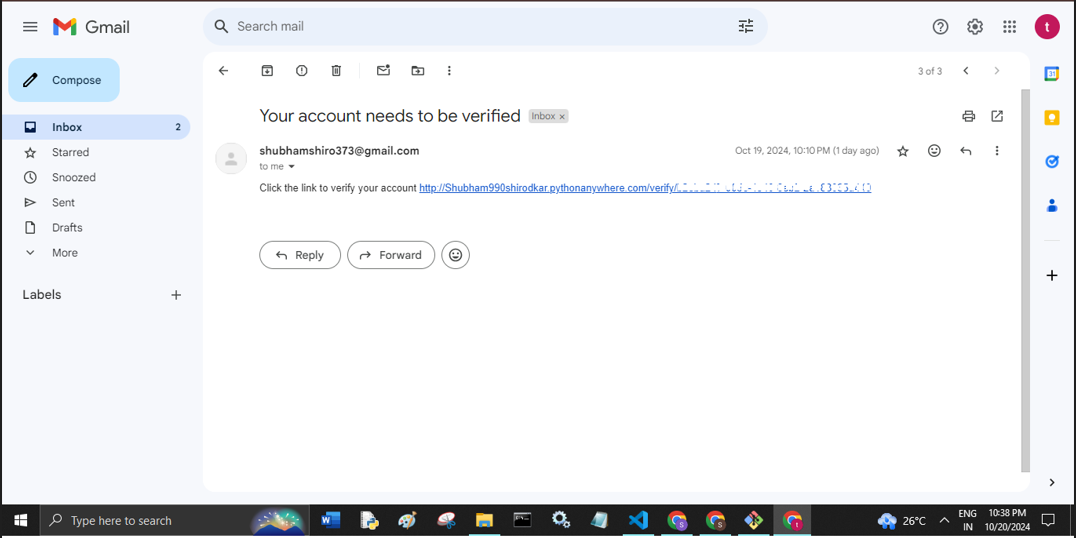 Gmail
Search mail
t
Compose
3 of 3
Inbox 2
Your account needs to be verified Inbox x
Starred
shubhamshiro373@gmail.com Oct 19, 2024, 10:10 PM (1 day ago)
to me
Snoozed
Click the link to verify your account http://Shubham990shirodkar.pythonanywhere.com/verify/
Sent
Drafts
More
Reply Forward
Labels
Type here to search
26°C
ENG
IN
10:38 PM
10/20/2024